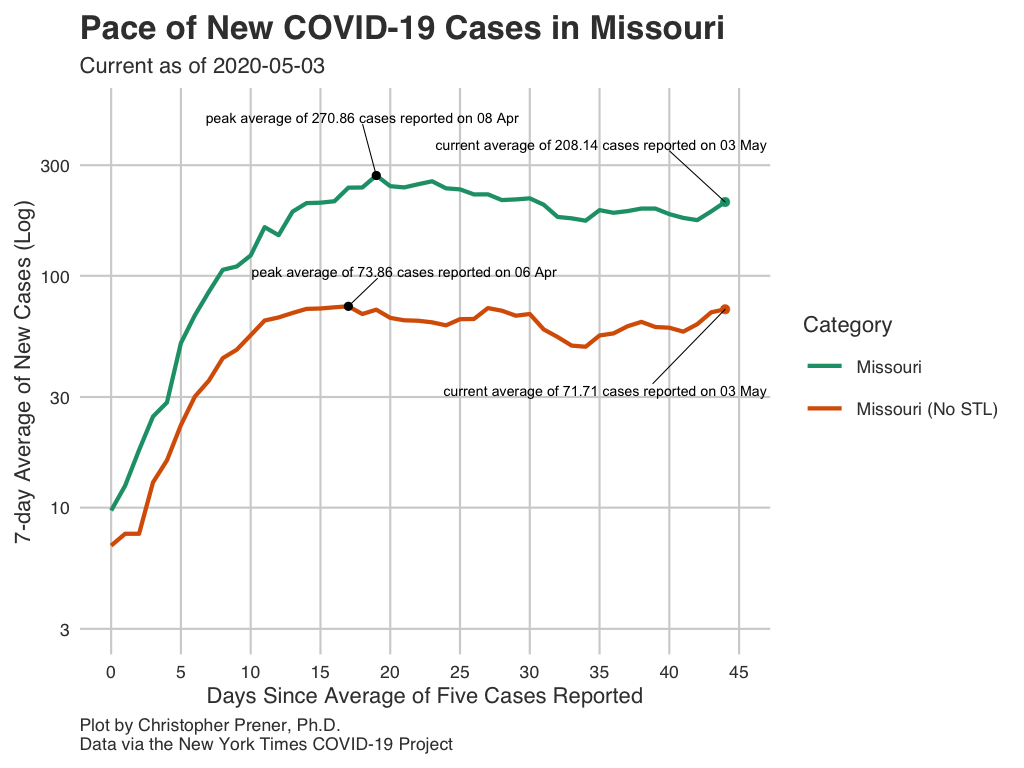 Pace of New COVID-19 Cases in Missouri
Current as of 2020-05-03
peak average of 270.86 cases reported on 08 Apr
current average of 208.14 cases reported on 03 May
peak average of 73.86 cases reported on 06 Apr
current average of 71.71 cases reported on 03 May
7-day Average of New Cases (Log)
300
100
30
10
3
0 5 10 15 20 25 30 35 40 45
Days Since Average of Five Cases Reported
Category
Missouri
Missouri (No STL)
Plot by Christopher Prener, Ph.D.
Data via the New York Times COVID-19 Project